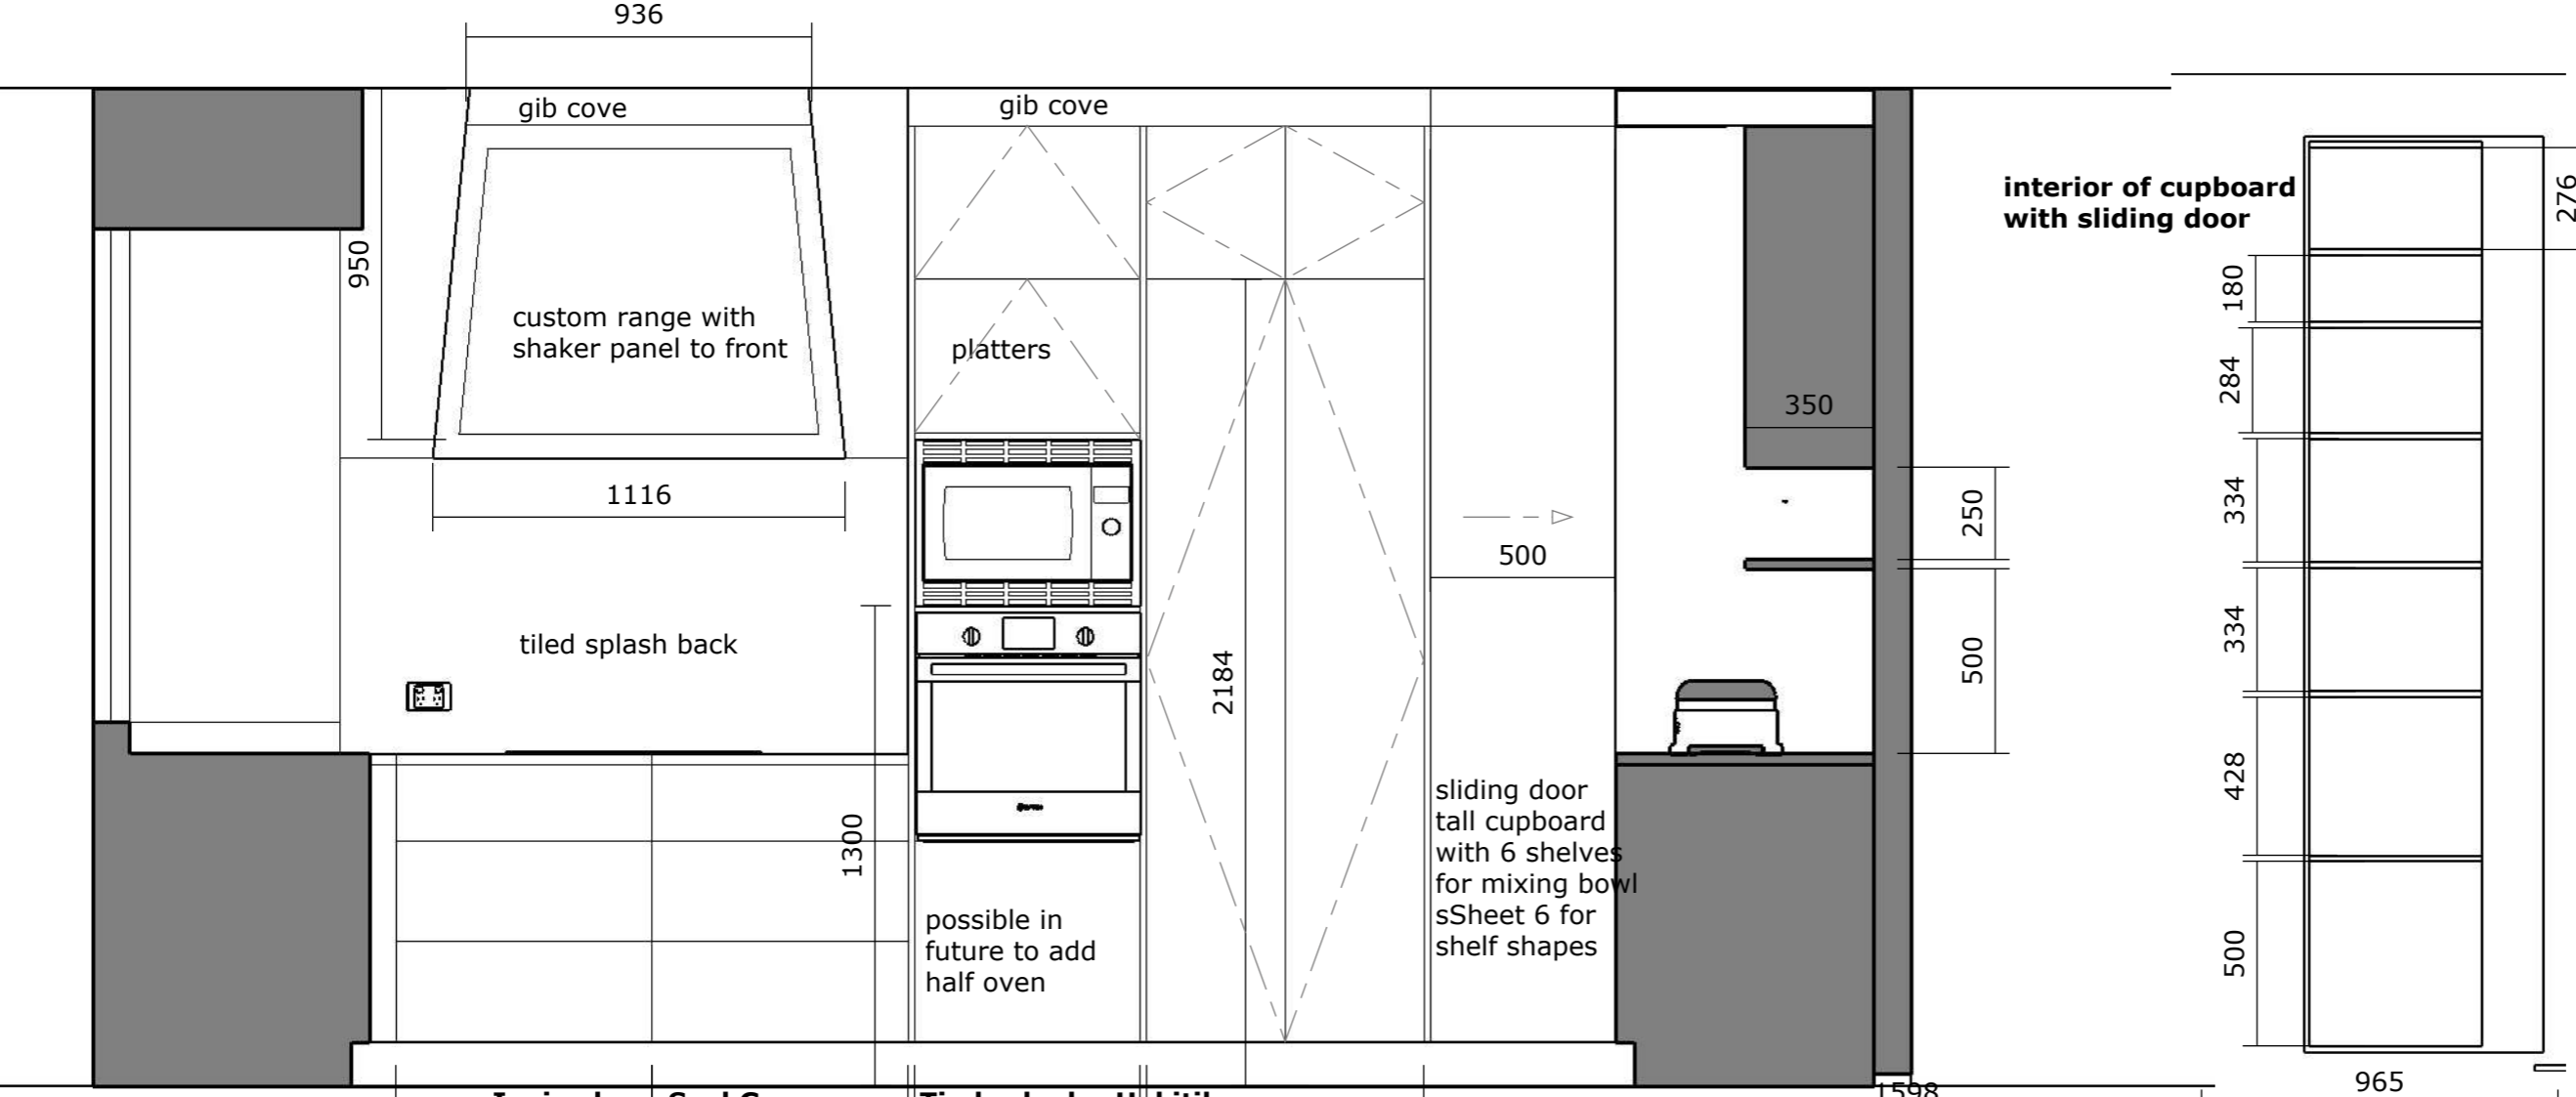 936
gib cove
gib cove
interior of cupboard
with sliding door
276
950
180
custom range with
shaker panel to front
platters
284
350
1116
334
250
500
tiled splash back
334
500
2184
428
1300
sliding door
tall cupboard
with 6 shelves
for mixing bowl
sSheet 6 for
shelf shapes
possible in
future to add
half oven
500
965
1598